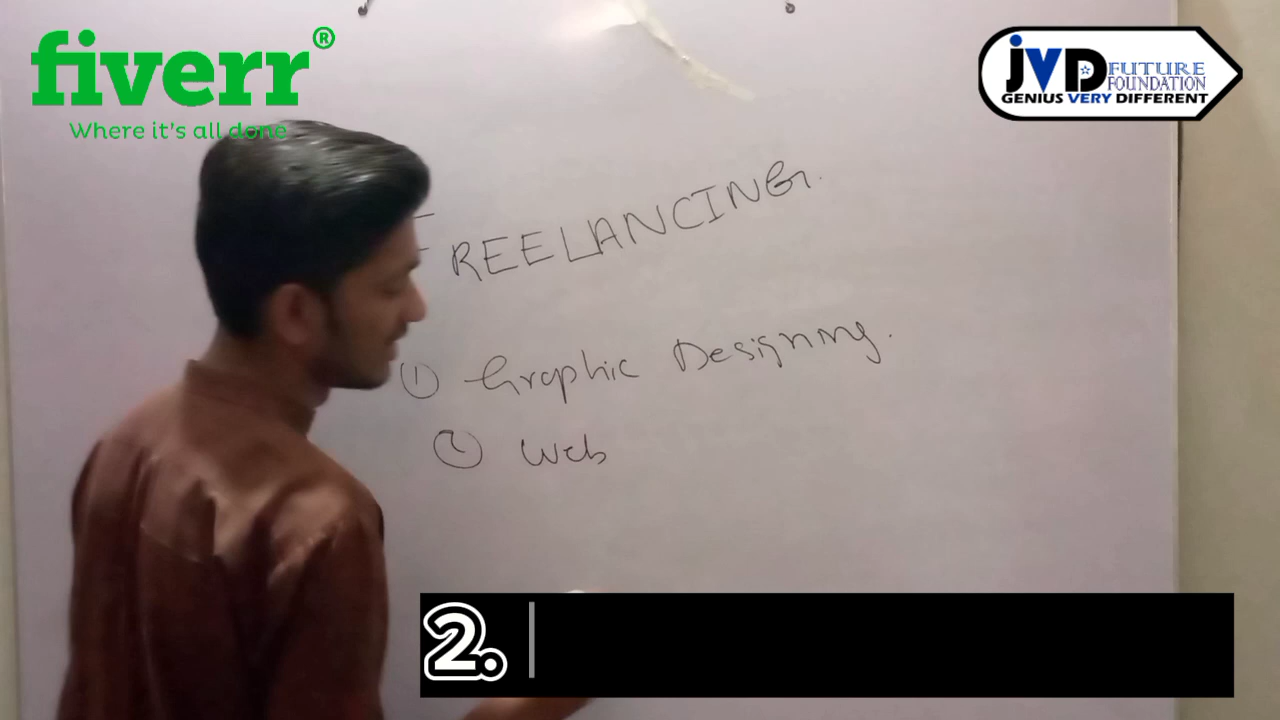 fiverr®
Where it's all done
JVD FUTURE FOUNDATION
GENIUS VERY DIFFERENT
FREELANCING.
① Graphic Designing.
② Web
2.